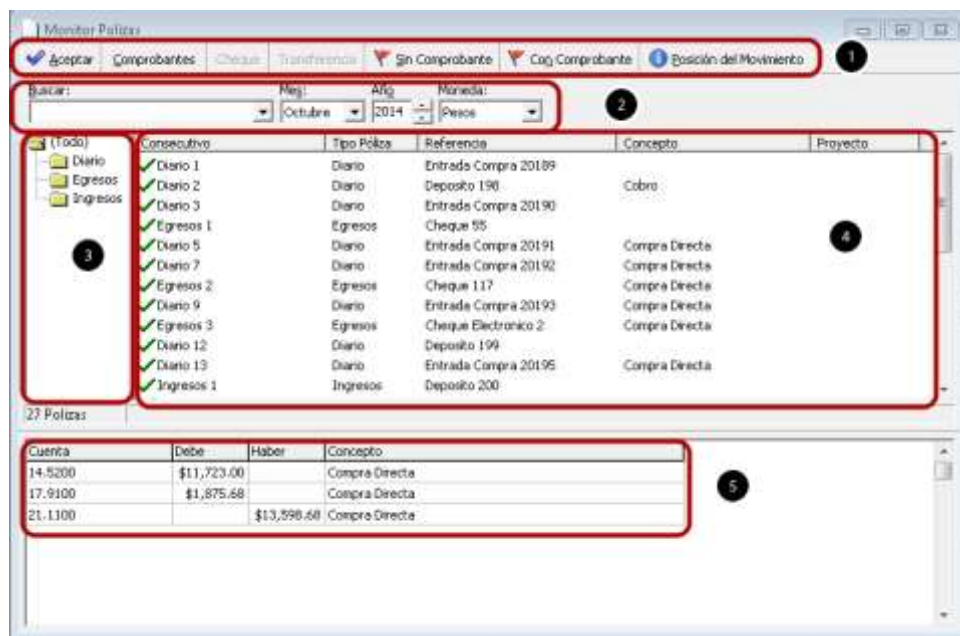 Monitor Polizas
Aceptar Comprobantes Cheque Transferencia Sin Comprobante Con Comprobante Posición del Movimiento
1
Buscar: Mes: Año Moneda:
Octubre 2014 Pesos
2
(Todo)
Diario
Egresos
Ingresos
3
Consecutivo Tipo Póliza Referencia Concepto Proyecto
Diario 1 Diario Entrada Compra 20189
Diario 2 Diario Deposito 198 Cobro
Diario 3 Diario Entrada Compra 20190
Egresos 1 Egresos Cheque 55
Diario 5 Diario Entrada Compra 20191 Compra Directa
Diario 7 Diario Entrada Compra 20192 Compra Directa
Egresos 2 Egresos Cheque 117 Compra Directa
Diario 9 Diario Entrada Compra 20193 Compra Directa
Egresos 3 Egresos Cheque Electronico 2 Compra Directa
Diario 12 Diario Deposito 199
Diario 13 Diario Entrada Compra 20195 Compra Directa
Ingresos 1 Ingresos Deposito 200
4
27 Polizas
Cuenta Debe Haber Concepto
14.5200 $11,723.00 Compra Directa
17.9100 $1,875.68 Compra Directa
21.1100 $13,598.68 Compra Directa
5